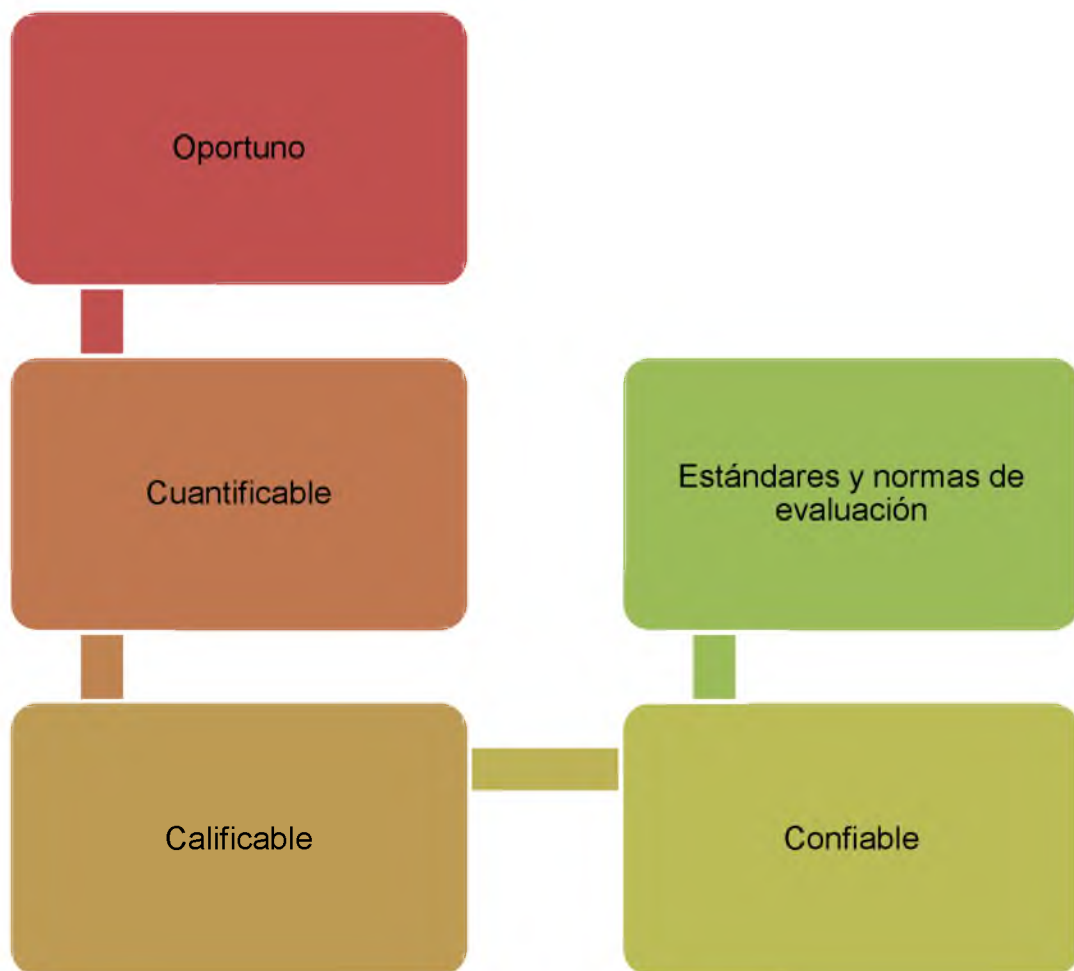 Oportuno
Cuantificable
Calificable
Confiable
Estándares y normas de
evaluación